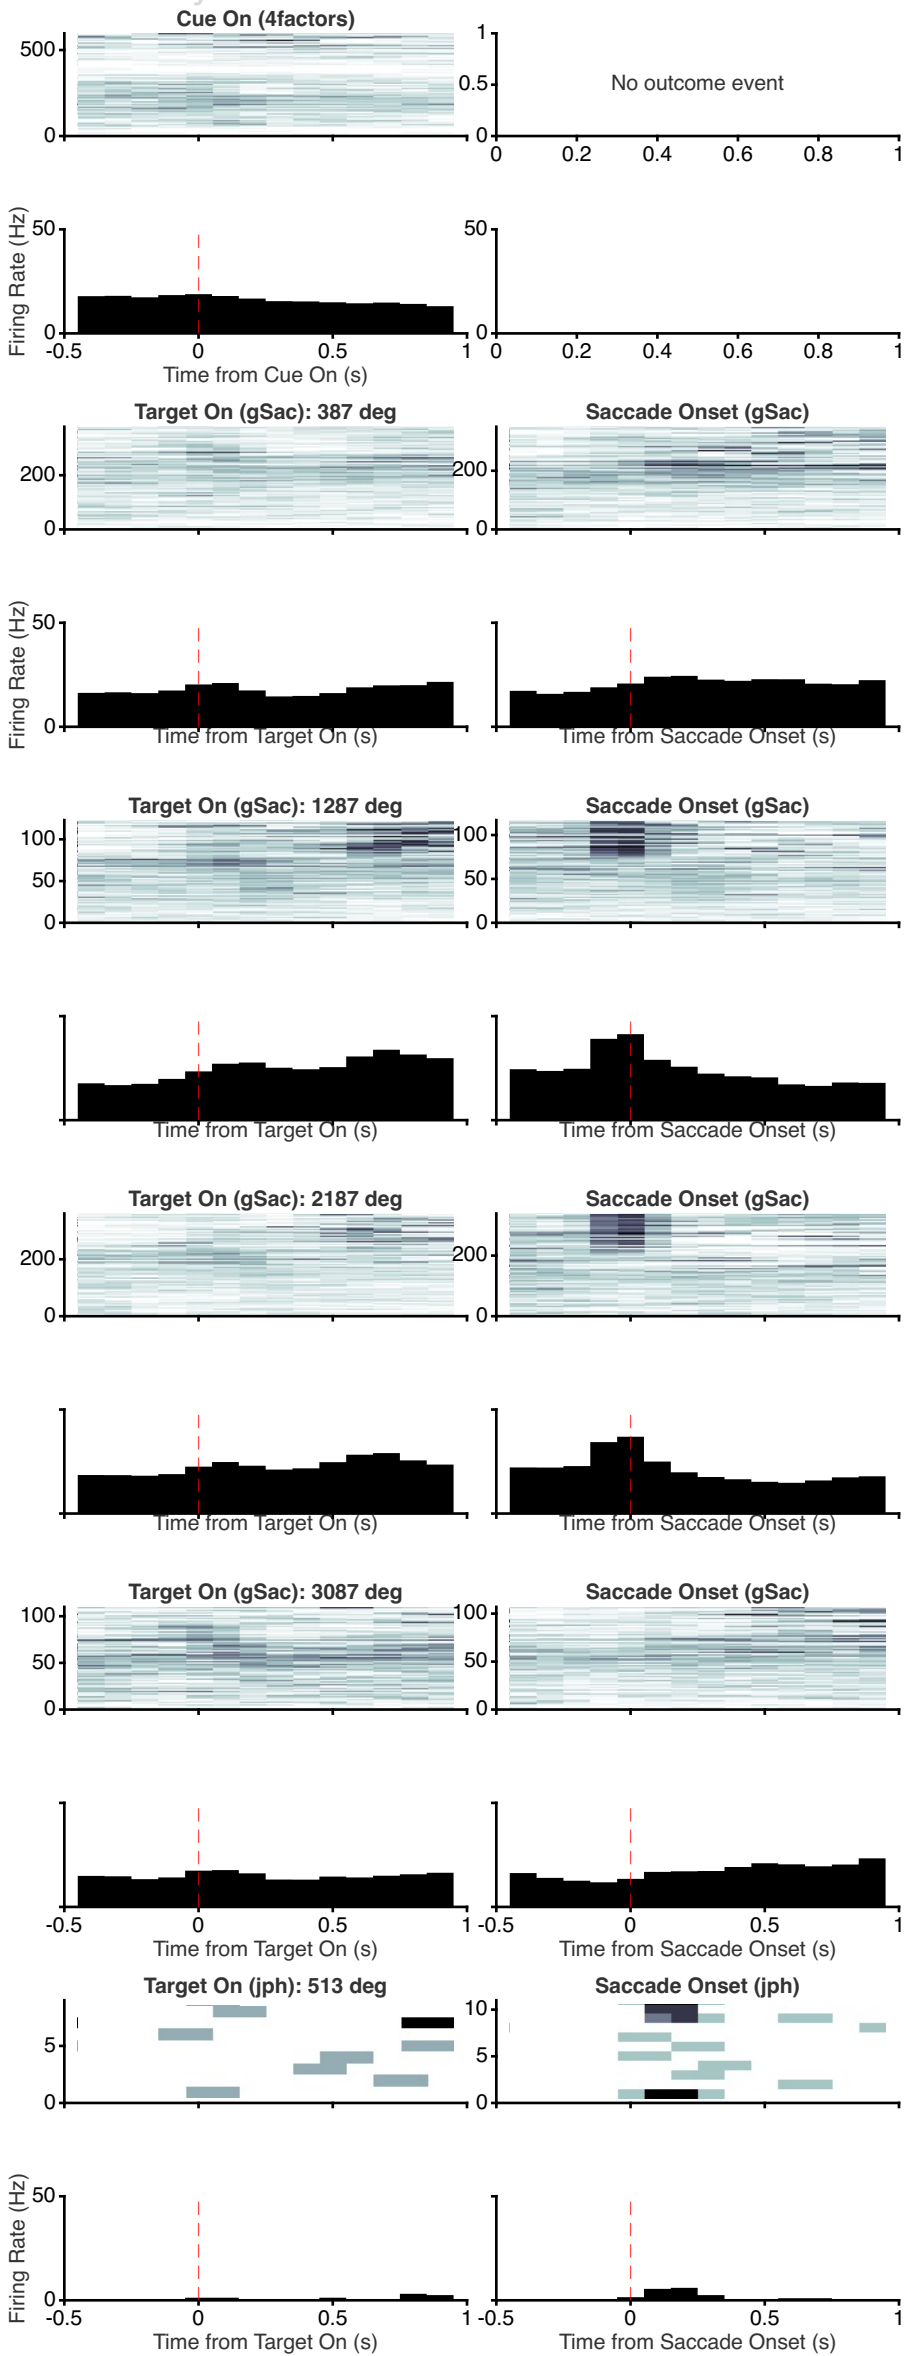 Cue On (4factors)
500
0
1
0.5
0
No outcome event
0 0.2 0.4 0.6 0.8 1
Firing Rate (Hz)
50
0
-0.5 0 0.5 1
Time from Cue On (s)
50
0
0 0.2 0.4 0.6 0.8 1
Target On (gSac): 387 deg
200
0
Saccade Onset (gSac)
200
0
Firing Rate (Hz)
50
0
Time from Target On (s)
Time from Saccade Onset (s)
Target On (gSac): 1287 deg
100
50
0
Saccade Onset (gSac)
100
50
0
Time from Target On (s)
Time from Saccade Onset (s)
Target On (gSac): 2187 deg
200
0
Saccade Onset (gSac)
200
0
Time from Target On (s)
Time from Saccade Onset (s)
Target On (gSac): 3087 deg
100
50
0
Saccade Onset (gSac)
100
50
0
-0.5 0 0.5 1
Time from Target On (s)
-0.5 0 0.5 1
Time from Saccade Onset (s)
Target On (jph): 513 deg
5
0
Saccade Onset (jph)
10
5
0
Firing Rate (Hz)
50
0
-0.5 0 0.5 1
Time from Target On (s)
-0.5 0 0.5 1
Time from Saccade Onset (s)